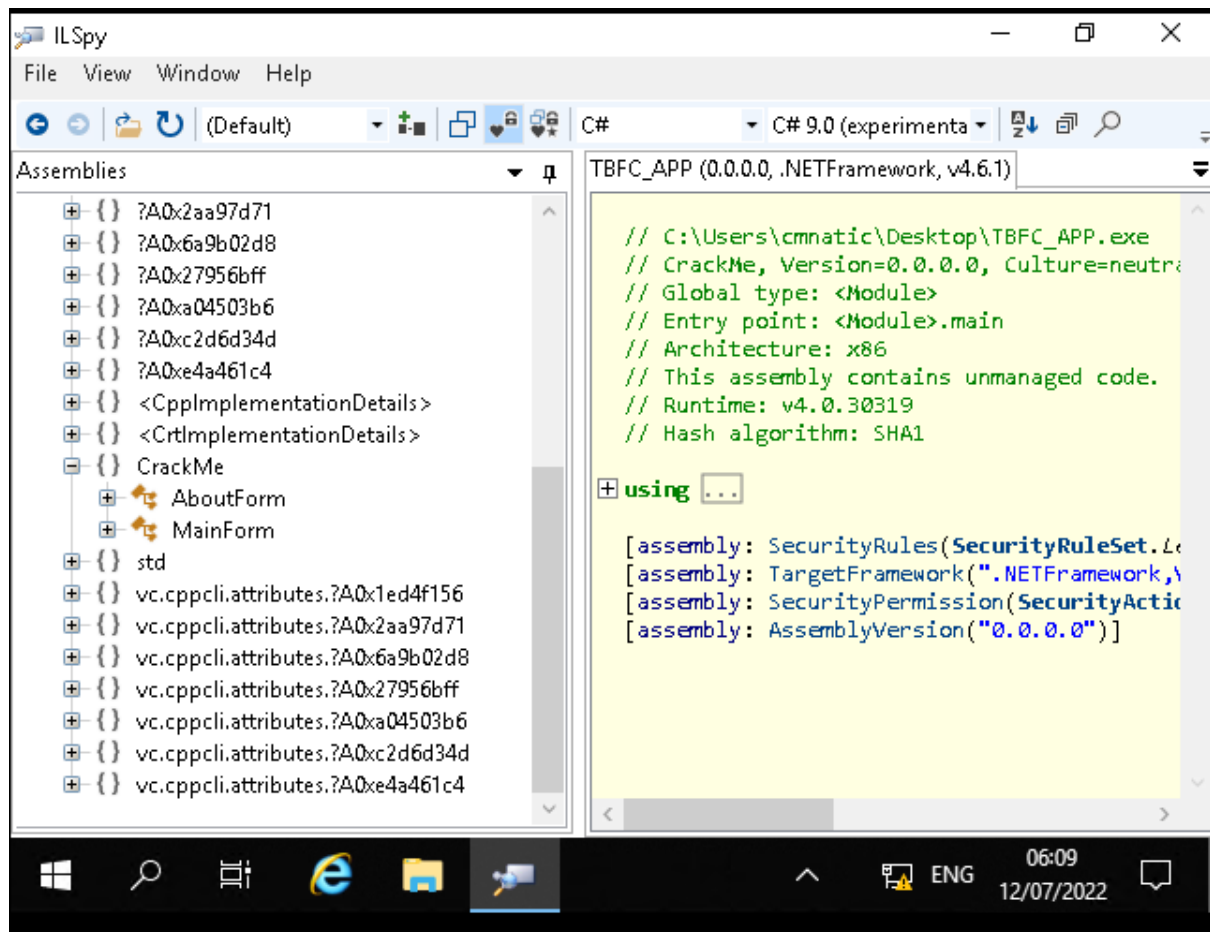 ILSpy
File View Window Help
(Default) C# C# 9.0 (experimenta
Assemblies
?A0x2aa97d71
?A0x6a9b02d8
?A0x27956bff
?A0xa04503b6
?A0xc2d6d34d
?A0xe4a461c4
<CppImplementationDetails>
<CrtImplementationDetails>
{} CrackMe
AboutForm
MainForm
{} std
{} vc.cppcli.attributes.?A0x1ed4f156
{} vc.cppcli.attributes.?A0x2aa97d71
{} vc.cppcli.attributes.?A0x6a9b02d8
{} vc.cppcli.attributes.?A0x27956bff
{} vc.cppcli.attributes.?A0xa04503b6
{} vc.cppcli.attributes.?A0xc2d6d34d
{} vc.cppcli.attributes.?A0xe4a461c4
TBFC_APP (0.0.0.0, .NETFramework, v4.6.1)
// C:\Users\cmnatic\Desktop\TBFC_APP.exe
// CrackMe, Version=0.0.0.0, Culture=neutra
// Global type: <Module>
// Entry point: <Module>.main
// Architecture: x86
// This assembly contains unmanaged code.
// Runtime: v4.0.30319
// Hash algorithm: SHA1
using ...
[assembly: SecurityRules(SecurityRuleSet.Le
[assembly: TargetFramework(".NETFramework,V
[assembly: SecurityPermission(SecurityActio
[assembly: AssemblyVersion("0.0.0.0")]
ENG
06:09
12/07/2022